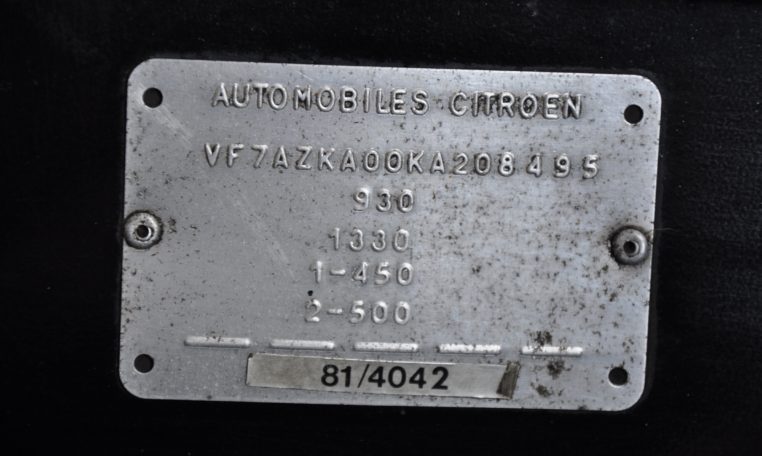 AUTOMOBILES CITROEN
VF7AZKA00KA208495
930
1330
1-450
2-500
81/4042